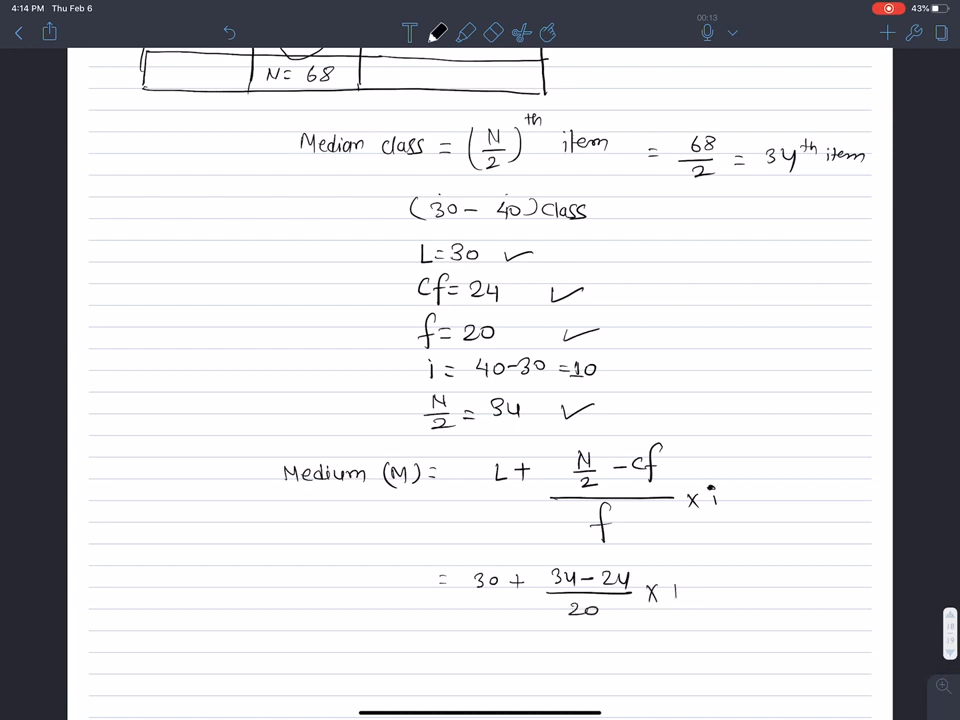 4:14 PM Thu Feb 6
43%
00:13
N = 68
Median class = (N/2)th item = 68/2 = 34th item
(30 - 40) class
L = 30 ✓
Cf = 24 ✓
f = 20 ✓
i = 40 - 30 = 10
N/2 = 34 ✓
Medium (M) = L + (N/2 - cf)/f × i
= 30 + (34 - 24)/20 × 1
18
19